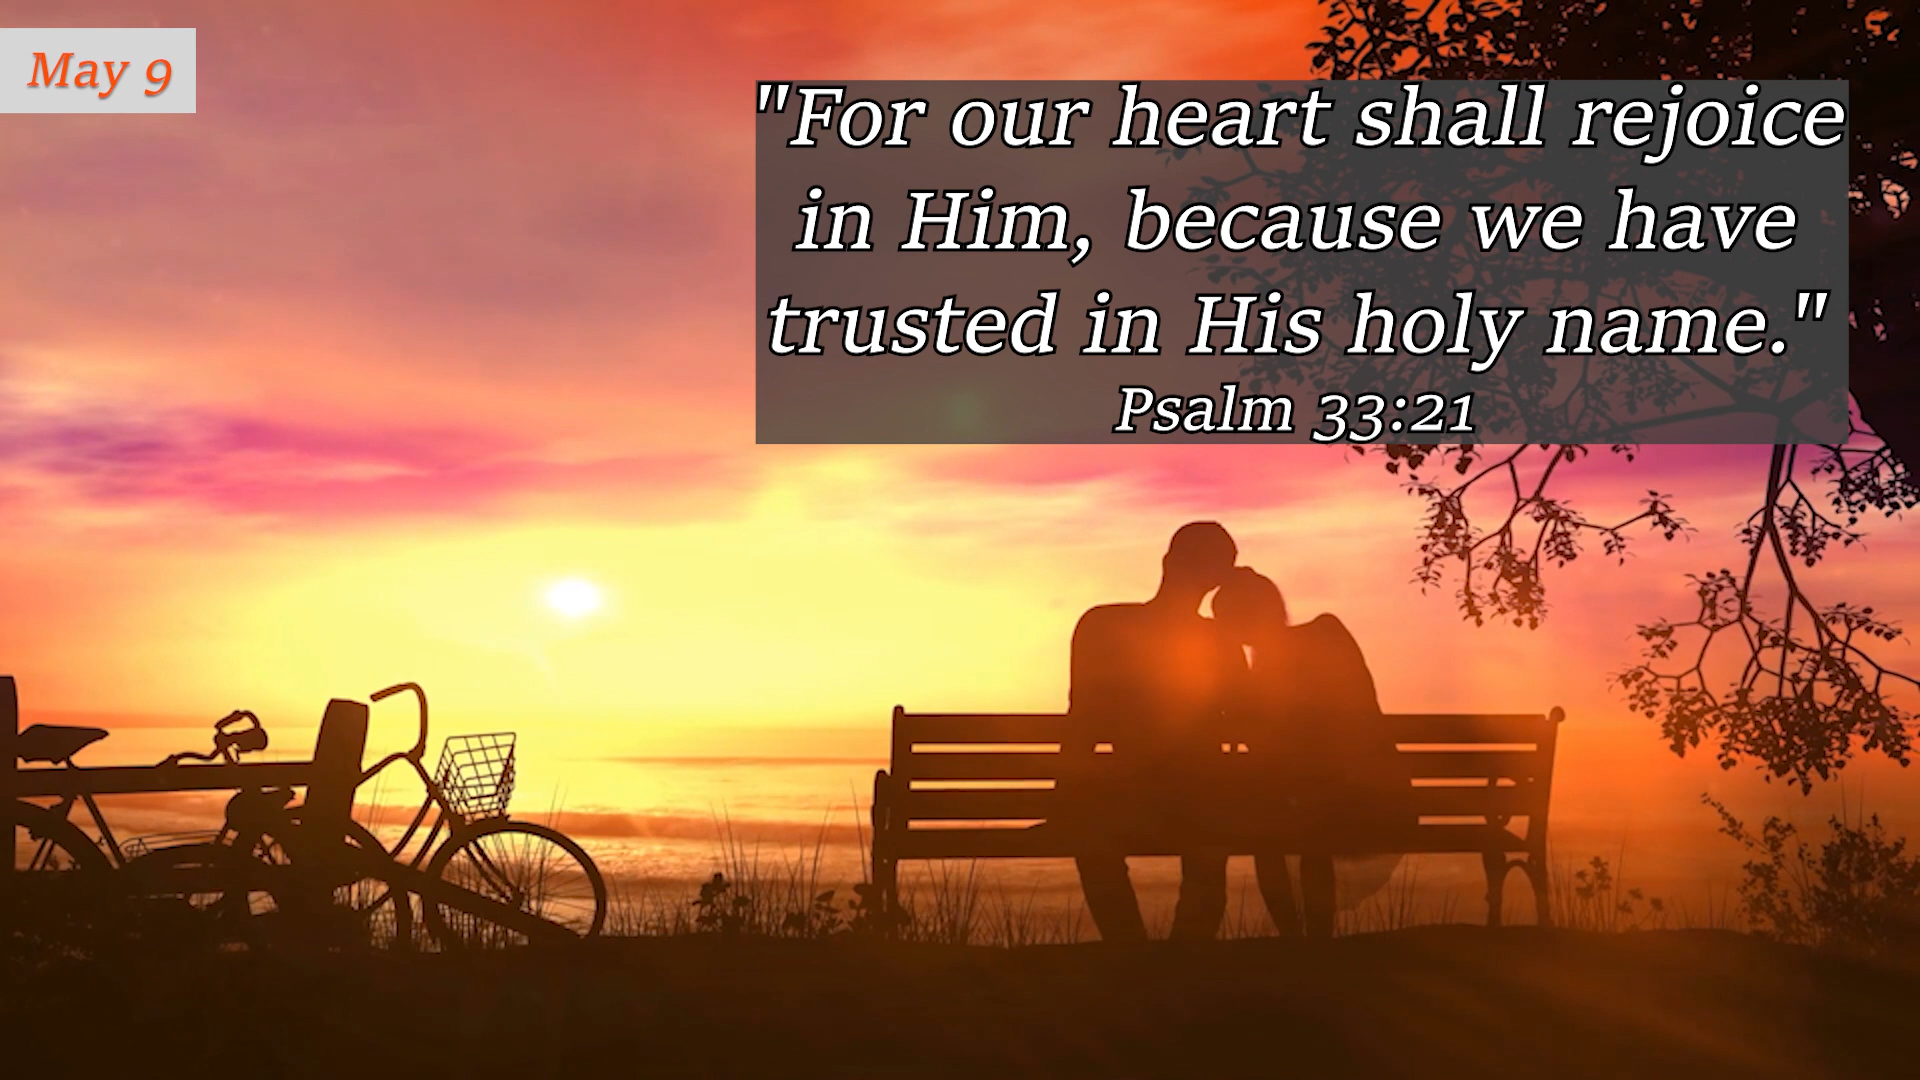 May 9
"For our heart shall rejoice
in Him, because we have
trusted in His holy name."
Psalm 33:21